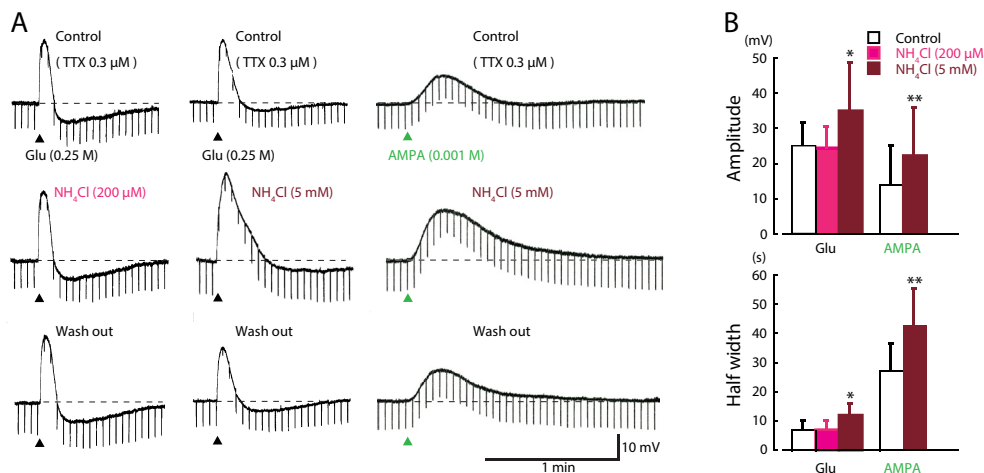 A
Control
( TTX 0.3 µM )
Control
( TTX 0.3 µM )
Control
( TTX 0.3 µM )
Glu (0.25 M)
Glu (0.25 M)
AMPA (0.001 M)
NH4Cl (200 µM)
NH4Cl (5 mM)
NH4Cl (5 mM)
Wash out
Wash out
Wash out
10 mV
1 min
B
(mV)
Control
NH4Cl (200 µM
NH4Cl (5 mM)
50
40
30
20
10
0
Amplitude
*
**
Glu
AMPA
(s)
60
50
40
30
20
10
0
Half width
*
**
Glu
AMPA